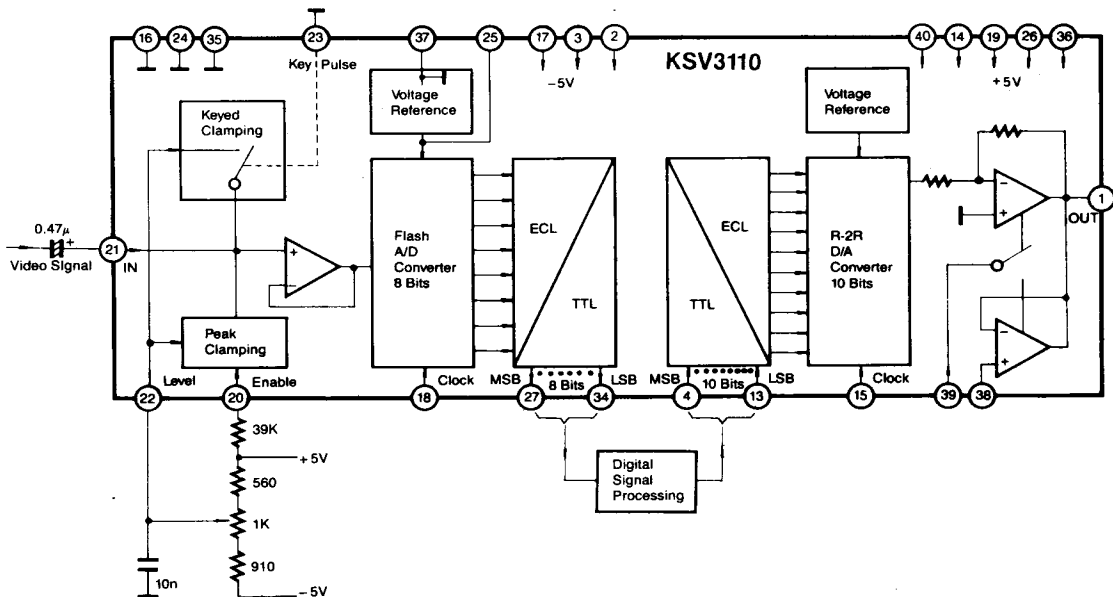 16 24 35 23 37 25 17 3 2 40 14 19 26 36
KSV3110
Key Pulse
-5V
+5V
Voltage
Reference
Voltage
Reference
Keyed
Clamping
0.47μ
+
Video Signal
21
IN
+
-
Flash
A/D
Converter
8 Bits
ECL
TTL
ECL
TTL
R-2R
D/A
Converter
10 Bits
-
+
1
OUT
-
+
Peak
Clamping
Level
Enable
Clock
MSB
8 Bits
LSB
MSB
10 Bits
LSB
Clock
22 20 18 27 34 4 13 15 39 38
39K
+5V
560
1K
910
-5V
10n
Digital
Signal
Processing